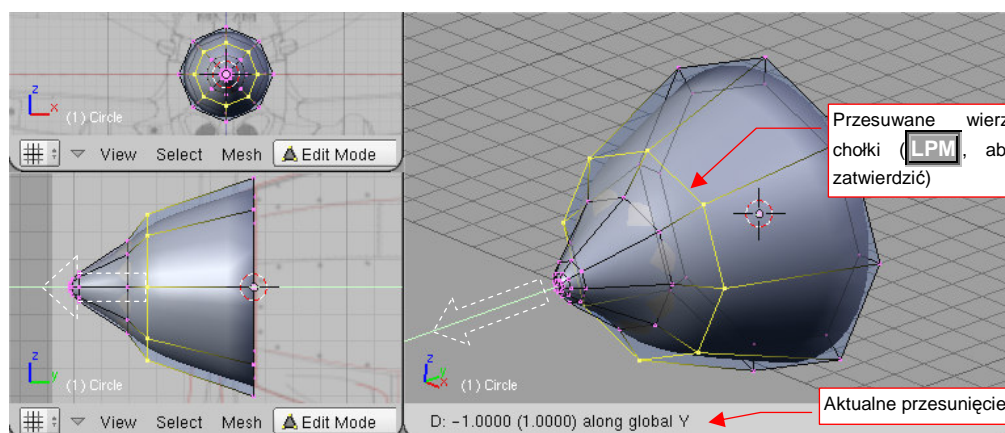 z
x
(1) Circle
View Select Mesh Edit Mode
z
y
(1) Circle
View Select Mesh Edit Mode
Przesuwane wierz
chołki (LPM, ab
zatwierdzić)
z
y
x
(1) Circle
D: -1.0000 (1.0000) along global Y
Aktualne przesunięcie